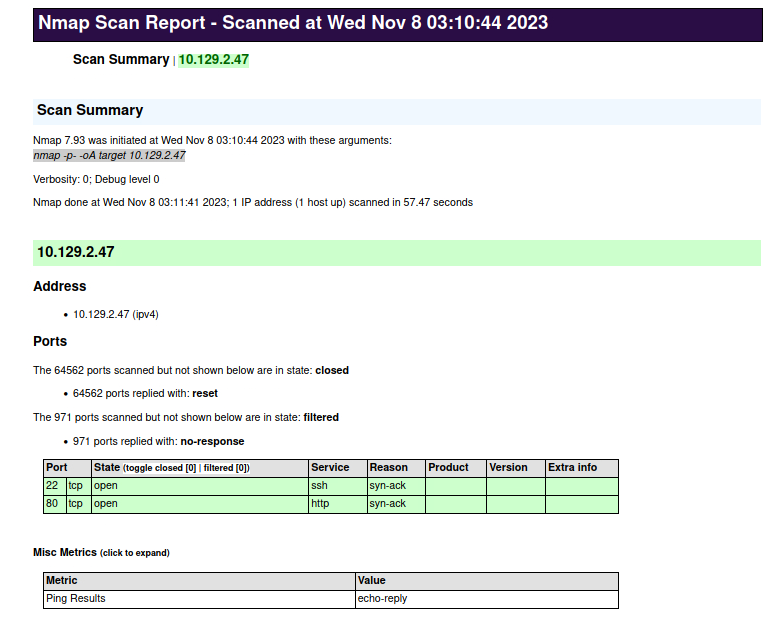 Nmap Scan Report - Scanned at Wed Nov 8 03:10:44 2023
Scan Summary | 10.129.2.47
Scan Summary
Nmap 7.93 was initiated at Wed Nov 8 03:10:44 2023 with these arguments:
nmap -p- -oA target 10.129.2.47
Verbosity: 0; Debug level 0
Nmap done at Wed Nov 8 03:11:41 2023; 1 IP address (1 host up) scanned in 57.47 seconds
10.129.2.47
Address
• 10.129.2.47 (ipv4)
Ports
The 64562 ports scanned but not shown below are in state: closed
• 64562 ports replied with: reset
The 971 ports scanned but not shown below are in state: filtered
• 971 ports replied with: no-response
Port State (toggle closed [0] | filtered [0]) Service Reason Product Version Extra info
22 tcp open ssh syn-ack
80 tcp open http syn-ack
Misc Metrics (click to expand)
Metric Value
Ping Results echo-reply